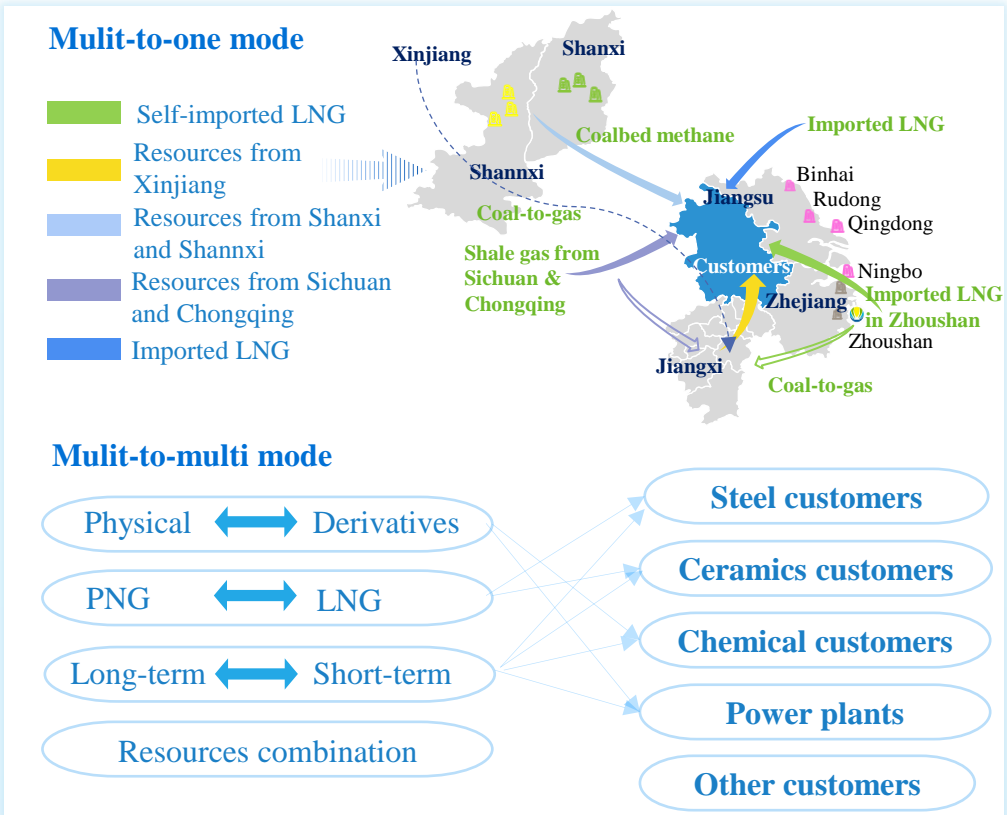 Mulit-to-one mode
Self-imported LNG
Resources from
Xinjiang
Resources from Shanxi
and Shannxi
Resources from Sichuan
and Chongqing
Imported LNG
Xinjiang
Shanxi
Coalbed methane
Imported LNG
Shannxi
Binhai
Jiangsu
Rudong
Coal-to-gas
Qingdong
Shale gas from
Sichuan &
Chongqing
Customers
Ningbo
Zhejiang
Imported LNG
in Zhoushan
Zhoushan
Jiangxi
Coal-to-gas
Mulit-to-multi mode
Physical
Derivatives
PNG
LNG
Long-term
Short-term
Resources combination
Steel customers
Ceramics customers
Chemical customers
Power plants
Other customers